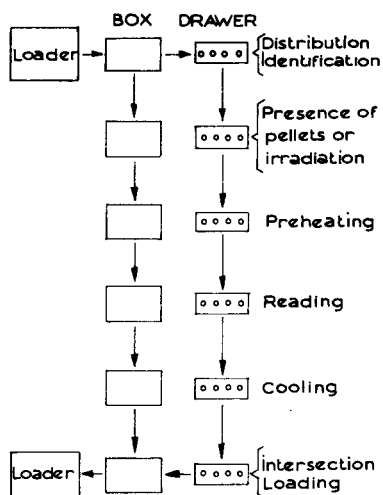 BOX DRAWER
Loader
Distribution
identification
Presence of
pellets or
irradiation
Preheating
Reading
Cooling
Loader
Intersection
Loading